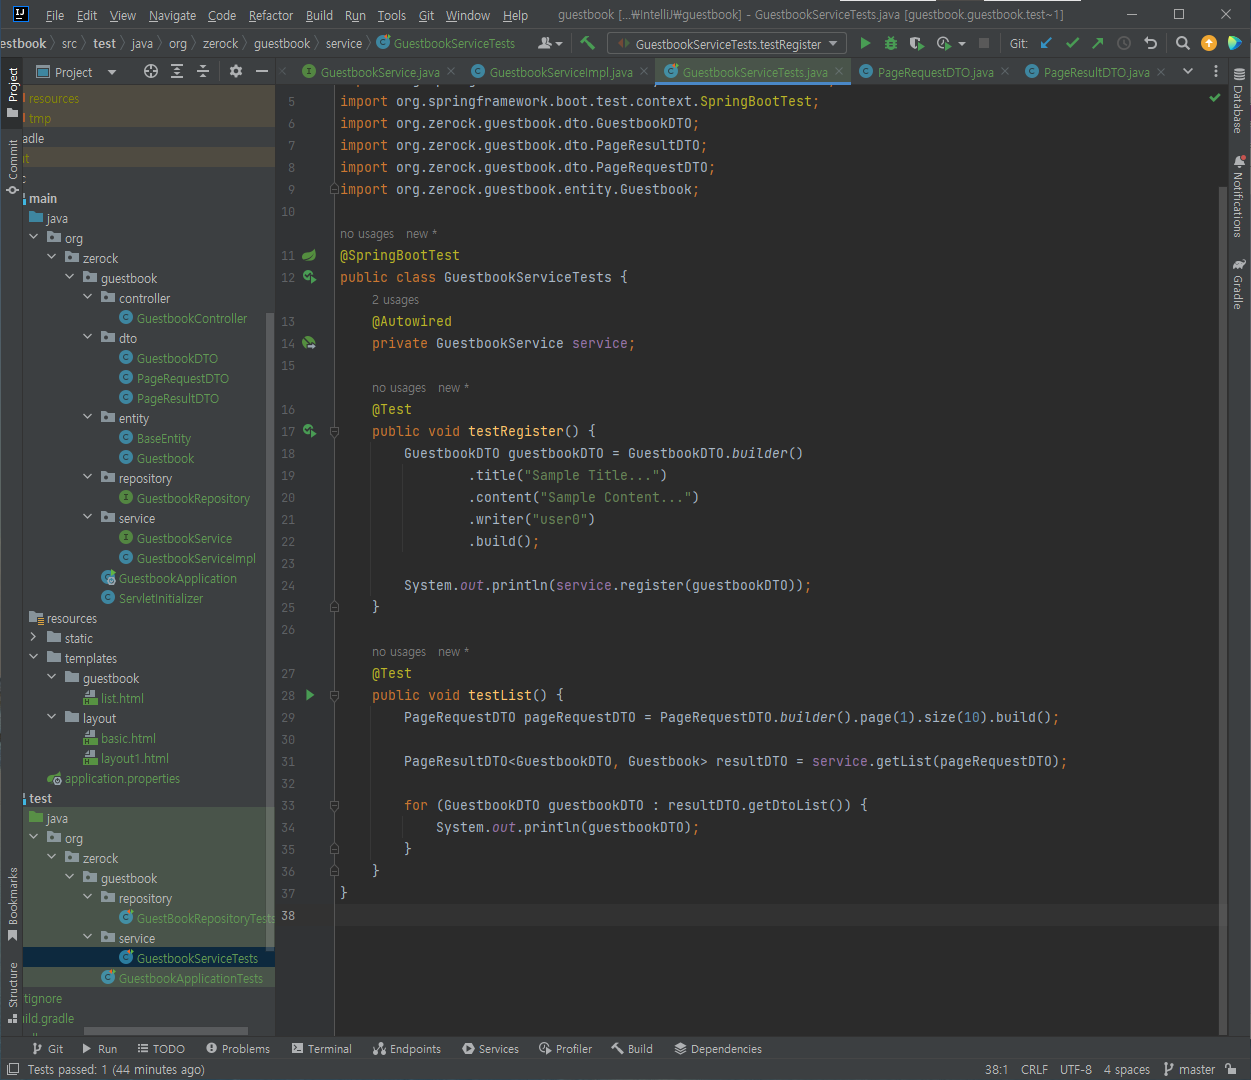 File Edit View Navigate Code Refactor Build Run Tools Git Window Help guestbook [...₩IntelliJ₩guestbook] - GuestbookServiceTests.java [guestbook.guestbook.test~1]
estbook src test java org zerock guestbook service GuestbookServiceTests GuestbookServiceTests.testRegister Git:
Project GuestbookService.java GuestbookServiceImpl.java GuestbookServiceTests.java PageRequestDTO.java PageResultDTO.java
Project
Commit
Bookmarks
Structure
resources
tmp
adle
main
java
org
zerock
guestbook
controller
GuestbookController
dto
GuestbookDTO
PageRequestDTO
PageResultDTO
entity
BaseEntity
Guestbook
repository
GuestbookRepository
service
GuestbookService
GuestbookServiceImpl
GuestbookApplication
ServletInitializer
resources
static
templates
guestbook
list.html
layout
basic.html
layout1.html
application.properties
test
java
org
zerock
guestbook
repository
GuestBookRepositoryTests
service
GuestbookServiceTests
GuestbookApplicationTests
tignore
ild.gradle
5 import org.springframework.boot.test.context.SpringBootTest;
6 import org.zerock.guestbook.dto.GuestbookDTO;
7 import org.zerock.guestbook.dto.PageResultDTO;
8 import org.zerock.guestbook.dto.PageRequestDTO;
9 import org.zerock.guestbook.entity.Guestbook;
10
no usages new *
11 @SpringBootTest
12 public class GuestbookServiceTests {
2 usages
13 @Autowired
14 private GuestbookService service;
15
no usages new *
16 @Test
17 public void testRegister() {
18 GuestbookDTO guestbookDTO = GuestbookDTO.builder()
19 .title("Sample Title...")
20 .content("Sample Content...")
21 .writer("user0")
22 .build();
23
24 System.out.println(service.register(guestbookDTO));
25 }
26
no usages new *
27 @Test
28 public void testList() {
29 PageRequestDTO pageRequestDTO = PageRequestDTO.builder().page(1).size(10).build();
30
31 PageResultDTO<GuestbookDTO, Guestbook> resultDTO = service.getList(pageRequestDTO);
32
33 for (GuestbookDTO guestbookDTO : resultDTO.getDtoList()) {
34 System.out.println(guestbookDTO);
35 }
36 }
37 }
38
Database
Notifications
Gradle
Git Run TODO Problems Terminal Endpoints Services Profiler Build Dependencies
Tests passed: 1 (44 minutes ago) 38:1 CRLF UTF-8 4 spaces master